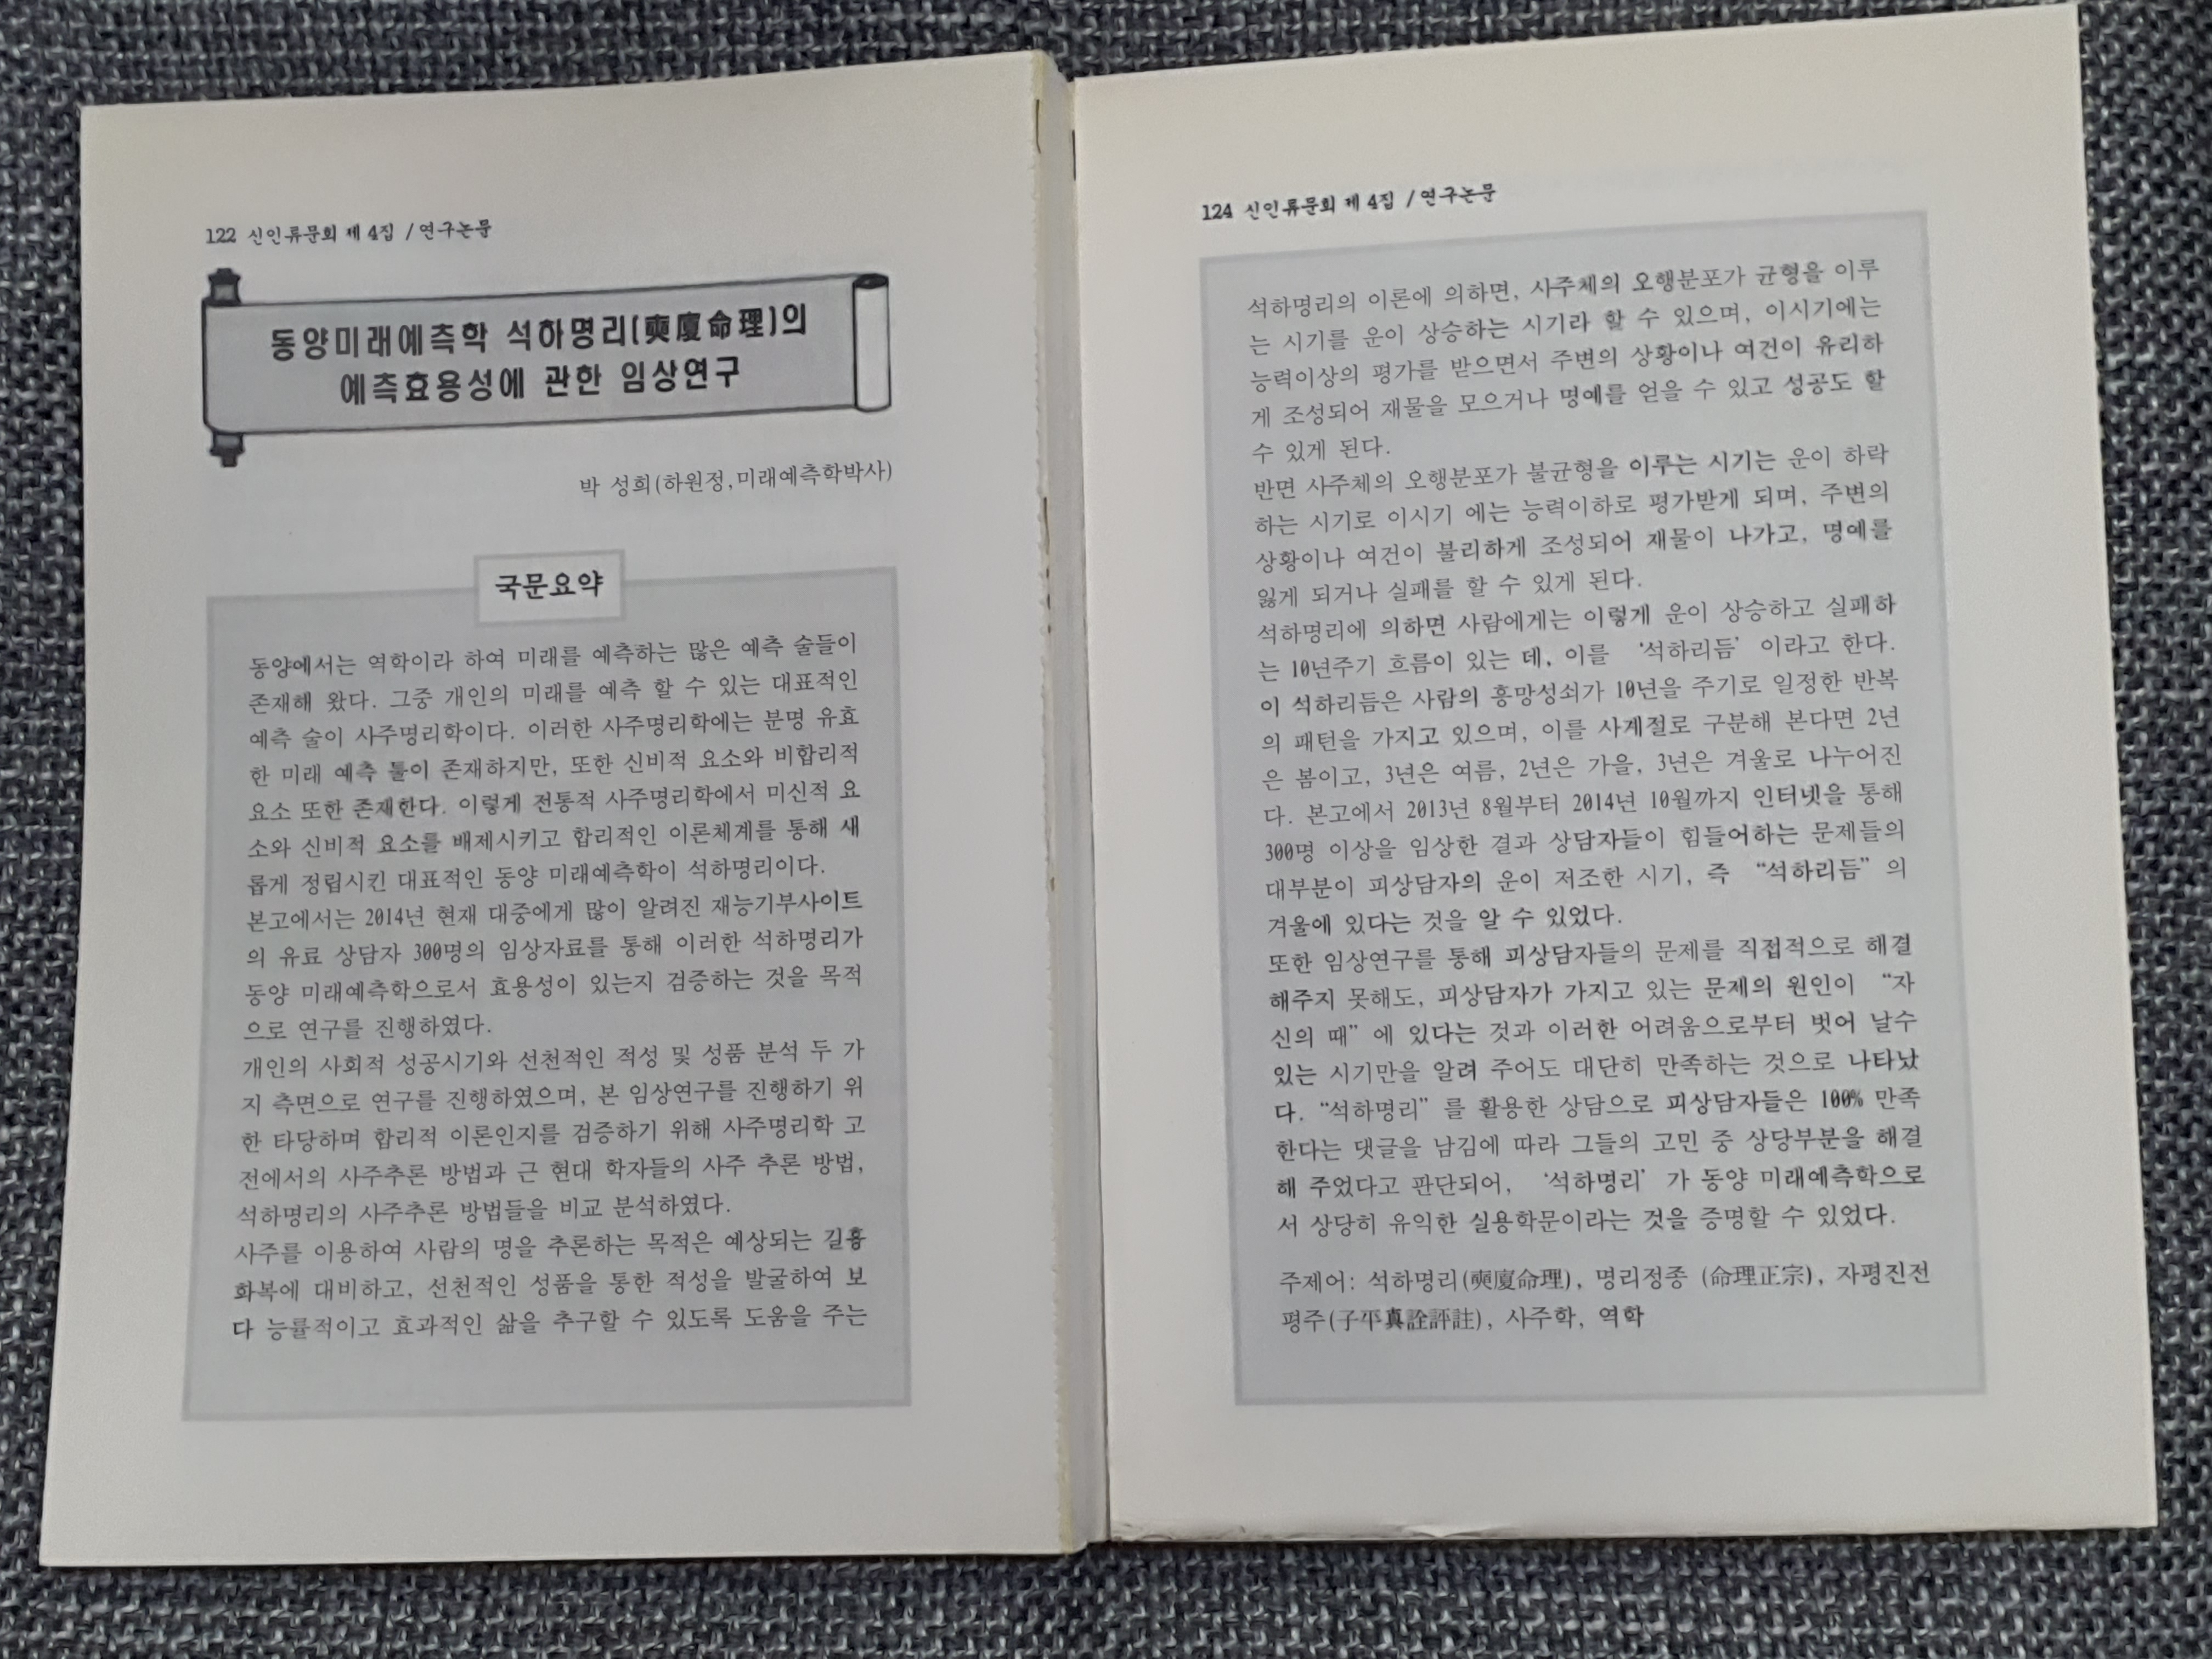 122 신인류문회 제 4집 / 연구논문
동양미래예측학 석하명리(奭廈命理)의
예측효용성에 관한 임상연구
박 성희(하원정,미래예측학박사)
국문요약
동양에서는 역학이라 하여 미래를 예측하는 많은 예측 술들이
존재해 왔다. 그중 개인의 미래를 예측 할 수 있는 대표적인
예측 술이 사주명리학이다. 이러한 사주명리학에는 분명 유효
한 미래 예측 툴이 존재하지만, 또한 신비적 요소와 비합리적
요소 또한 존재한다. 이렇게 전통적 사주명리학에서 미신적 요
소와 신비적 요소를 배제시키고 합리적인 이론체계를 통해 새
롭게 정립시킨 대표적인 동양 미래예측학이 석하명리이다.
본고에서는 2014년 현재 대중에게 많이 알려진 재능기부사이트
의 유료 상담자 300명의 임상자료를 통해 이러한 석하명리가
동양 미래예측학으로서 효용성이 있는지 검증하는 것을 목적
으로 연구를 진행하였다.
개인의 사회적 성공시기와 선천적인 적성 및 성품 분석 두 가
지 측면으로 연구를 진행하였으며, 본 임상연구를 진행하기 위
한 타당하며 합리적 이론인지를 검증하기 위해 사주명리학 고
전에서의 사주추론 방법과 근 현대 학자들의 사주 추론 방법,
석하명리의 사주추론 방법들을 비교 분석하였다.
사주를 이용하여 사람의 명을 추론하는 목적은 예상되는 길흉
화복에 대비하고, 선천적인 성품을 통한 적성을 발굴하여 보
다 능률적이고 효과적인 삶을 추구할 수 있도록 도움을 주는
124 신인류문회 제 4집 / 연구논문
석하명리의 이론에 의하면, 사주체의 오행분포가 균형을 이루
는 시기를 운이 상승하는 시기라 할 수 있으며, 이시기에는
능력이상의 평가를 받으면서 주변의 상황이나 여건이 유리하
게 조성되어 재물을 모으거나 명예를 얻을 수 있고 성공도 할
수 있게 된다.
반면 사주체의 오행분포가 불균형을 이루는 시기는 운이 하락
하는 시기로 이시기 에는 능력이하로 평가받게 되며, 주변의
상황이나 여건이 불리하게 조성되어 재물이 나가고, 명예를
잃게 되거나 실패를 할 수 있게 된다.
석하명리에 의하면 사람에게는 이렇게 운이 상승하고 실패하
는 10년주기 흐름이 있는 데, 이를 '석하리듬' 이라고 한다.
이 석하리듬은 사람의 흥망성쇠가 10년을 주기로 일정한 반복
의 패턴을 가지고 있으며, 이를 사계절로 구분해 본다면 2년
은 봄이고, 3년은 여름, 2년은 가을, 3년은 겨울로 나누어진
다. 본고에서 2013년 8월부터 2014년 10월까지 인터넷을 통해
300명 이상을 임상한 결과 상담자들이 힘들어하는 문제들의
대부분이 피상담자의 운이 저조한 시기, 즉 "석하리듬" 의
겨울에 있다는 것을 알 수 있었다.
또한 임상연구를 통해 피상담자들의 문제를 직접적으로 해결
해주지 못해도, 피상담자가 가지고 있는 문제의 원인이 "자
신의 때" 에 있다는 것과 이러한 어려움으로부터 벗어 날수
있는 시기만을 알려 주어도 대단히 만족하는 것으로 나타났
다. "석하명리" 를 활용한 상담으로 피상담자들은 100% 만족
한다는 댓글을 남김에 따라 그들의 고민 중 상당부분을 해결
해 주었다고 판단되어, '석하명리' 가 동양 미래예측학으로
서 상당히 유익한 실용학문이라는 것을 증명할 수 있었다.
주제어: 석하명리(奭廈命理), 명리정종 (命理正宗), 자평진전
평주(子平眞詮評註), 사주학, 역학